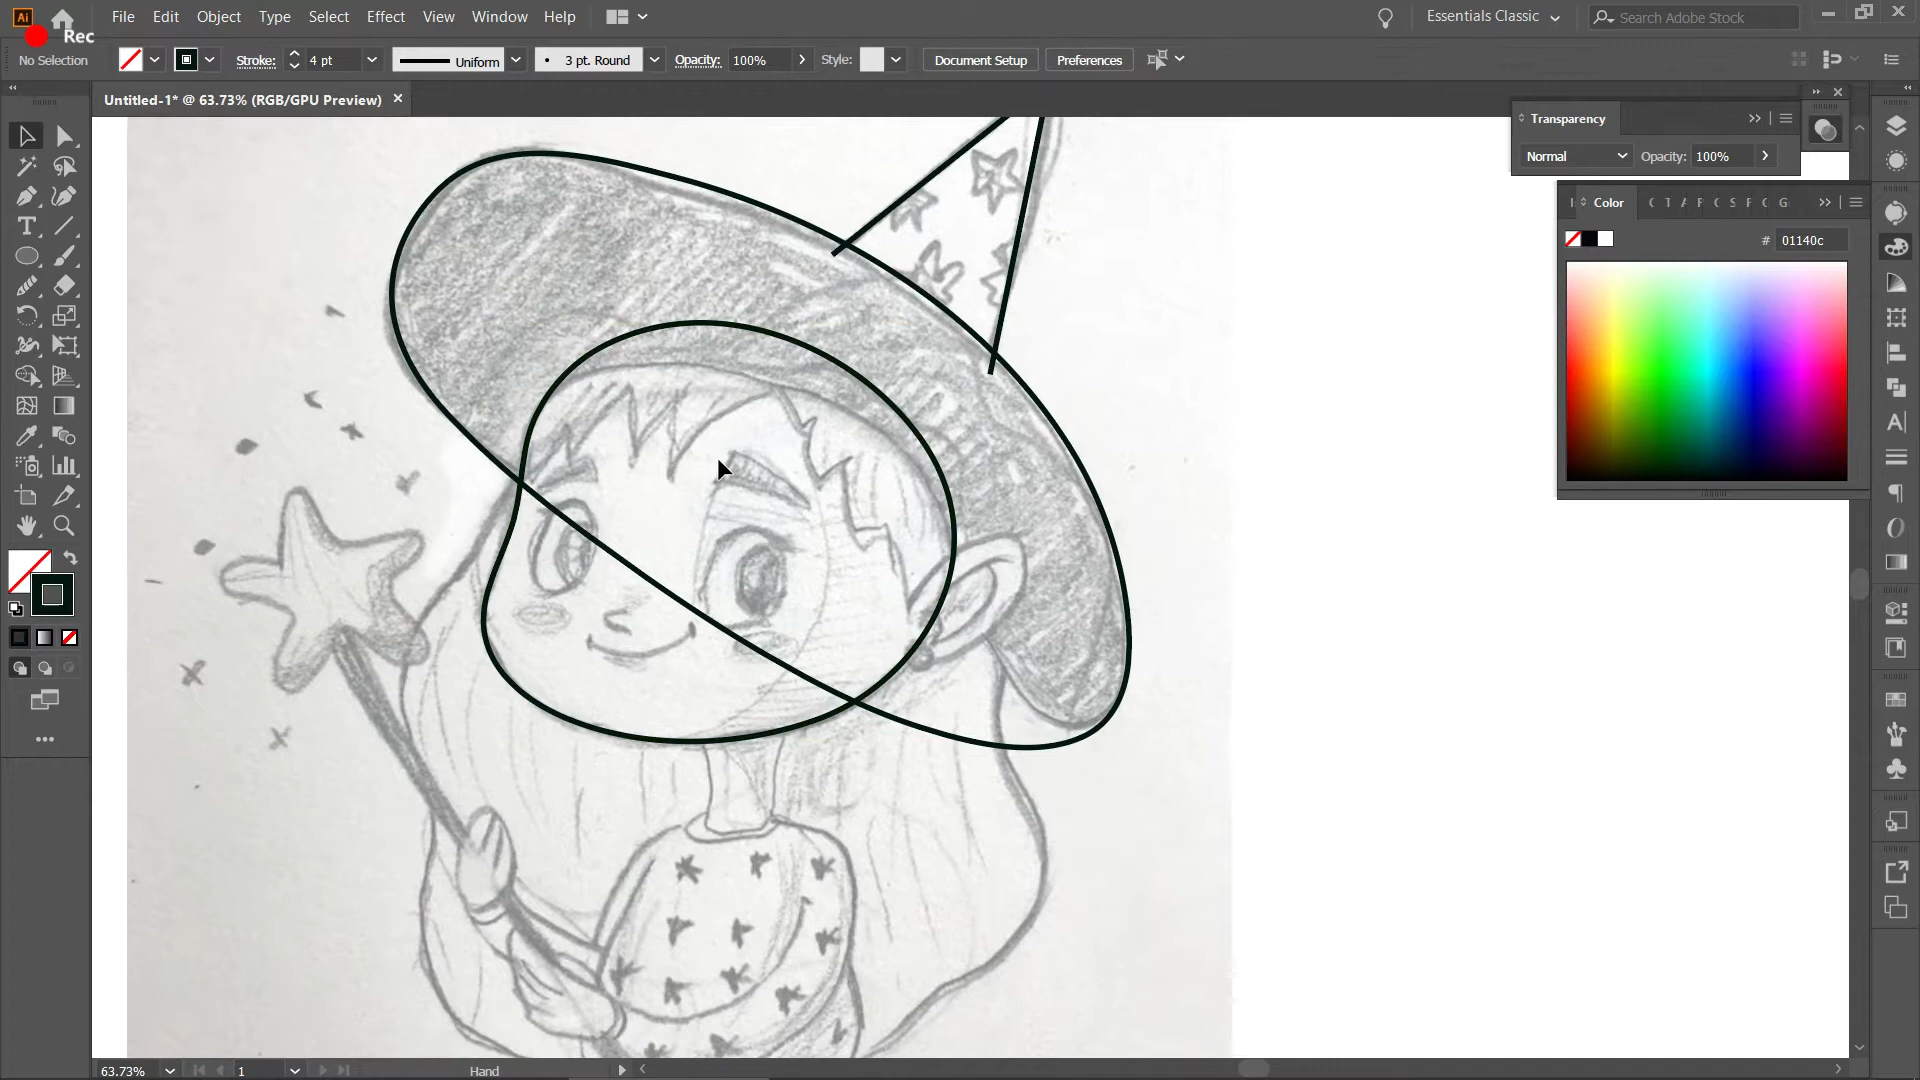 Ai
File Edit Object Type Select Effect View Window Help
Essentials Classic
Search Adobe Stock
Rec
No Selection
Stroke: 4 pt
Uniform
3 pt. Round
Opacity: 100%
Style:
Document Setup
Preferences
Untitled-1* @ 63.73% (RGB/GPU Preview)
Transparency
Normal
Opacity: 100%
Color
# 01140c
63.73%
1
Hand